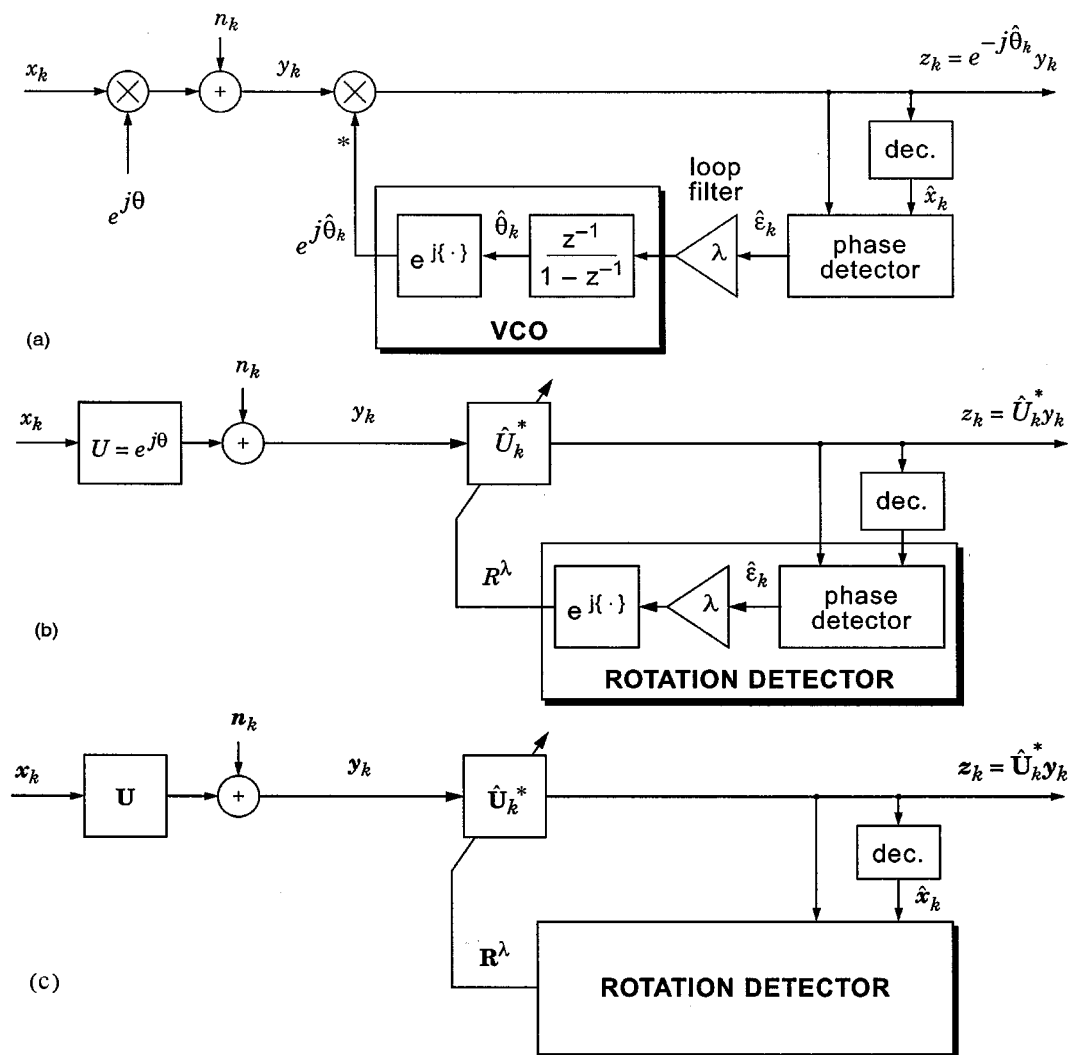 n_k
x_k
y_k
z_k = e^{-jθ̂_k} y_k
+
*
e^{jθ}
dec.
x̂_k
loop
filter
e^{jθ̂_k}
e^{j{·}}
θ̂_k
z^{-1}
1 − z^{-1}
λ
ε̂_k
phase
detector
VCO
(a)
n_k
x_k
U = e^{jθ}
+
y_k
Û_k^*
z_k = Û_k^* y_k
dec.
R^λ
e^{j{·}}
λ
ε̂_k
phase
detector
ROTATION DETECTOR
(b)
n_k
x_k
U
+
y_k
Û_k^*
z_k = Û_k^* y_k
dec.
x̂_k
R^λ
ROTATION DETECTOR
(c)